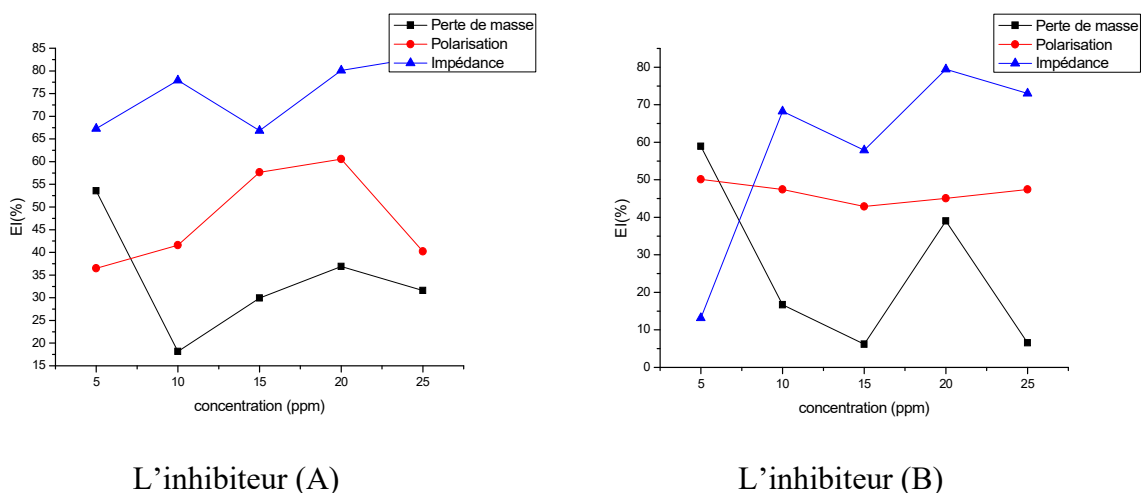 Perte de masse
Polarisation
Impédance
85
80
75
70
65
60
55
50
45
40
35
30
25
20
15
EI(%)
5 10 15 20 25
concentration (ppm)
L’inhibiteur (A)
Perte de masse
Polarisation
Impédance
80
70
60
50
40
30
20
10
0
EI(%)
5 10 15 20 25
concentration (ppm)
L’inhibiteur (B)